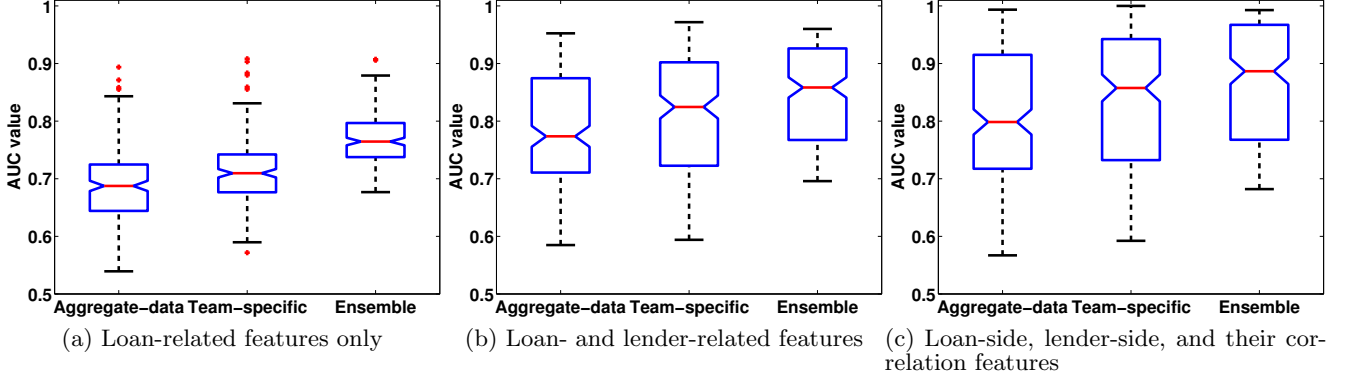 1
0.9
0.8
0.7
0.6
0.5
AUC value
Aggregate−data Team−specific Ensemble
(a) Loan-related features only
1
0.9
0.8
0.7
0.6
0.5
AUC value
Aggregate−data Team−specific Ensemble
(b) Loan- and lender-related features
1
0.9
0.8
0.7
0.6
0.5
AUC value
Aggregate−data Team−specific Ensemble
(c) Loan-side, lender-side, and their cor-
relation features